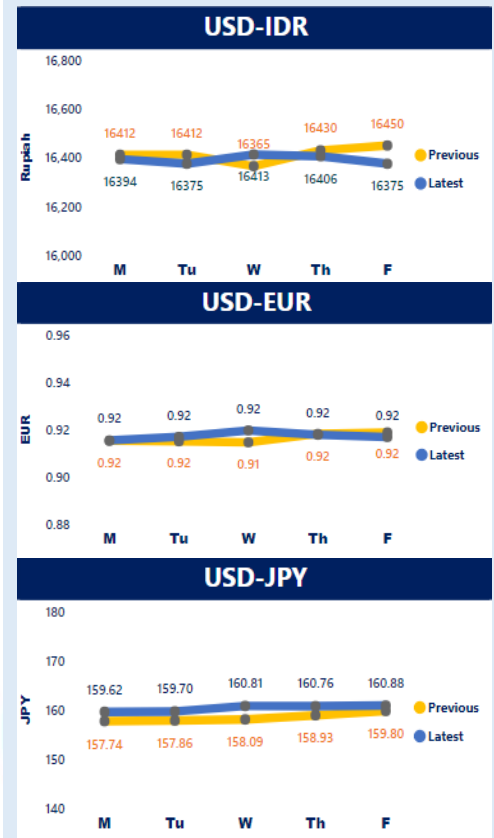 USD-IDR
16,800
16,600
16,400
16,200
16,000
Rupiah
16412 16412 16365 16430 16450
16394 16375 16413 16406 16375
M Tu W Th F
Previous
Latest
USD-EUR
0.96
0.94
0.92
0.90
0.88
EUR
0.92 0.92 0.92 0.92 0.92
0.92 0.92 0.91 0.92 0.92
M Tu W Th F
Previous
Latest
USD-JPY
180
170
160
150
140
JPY
159.62 159.70 160.81 160.76 160.88
157.74 157.86 158.09 158.93 159.80
M Tu W Th F
Previous
Latest